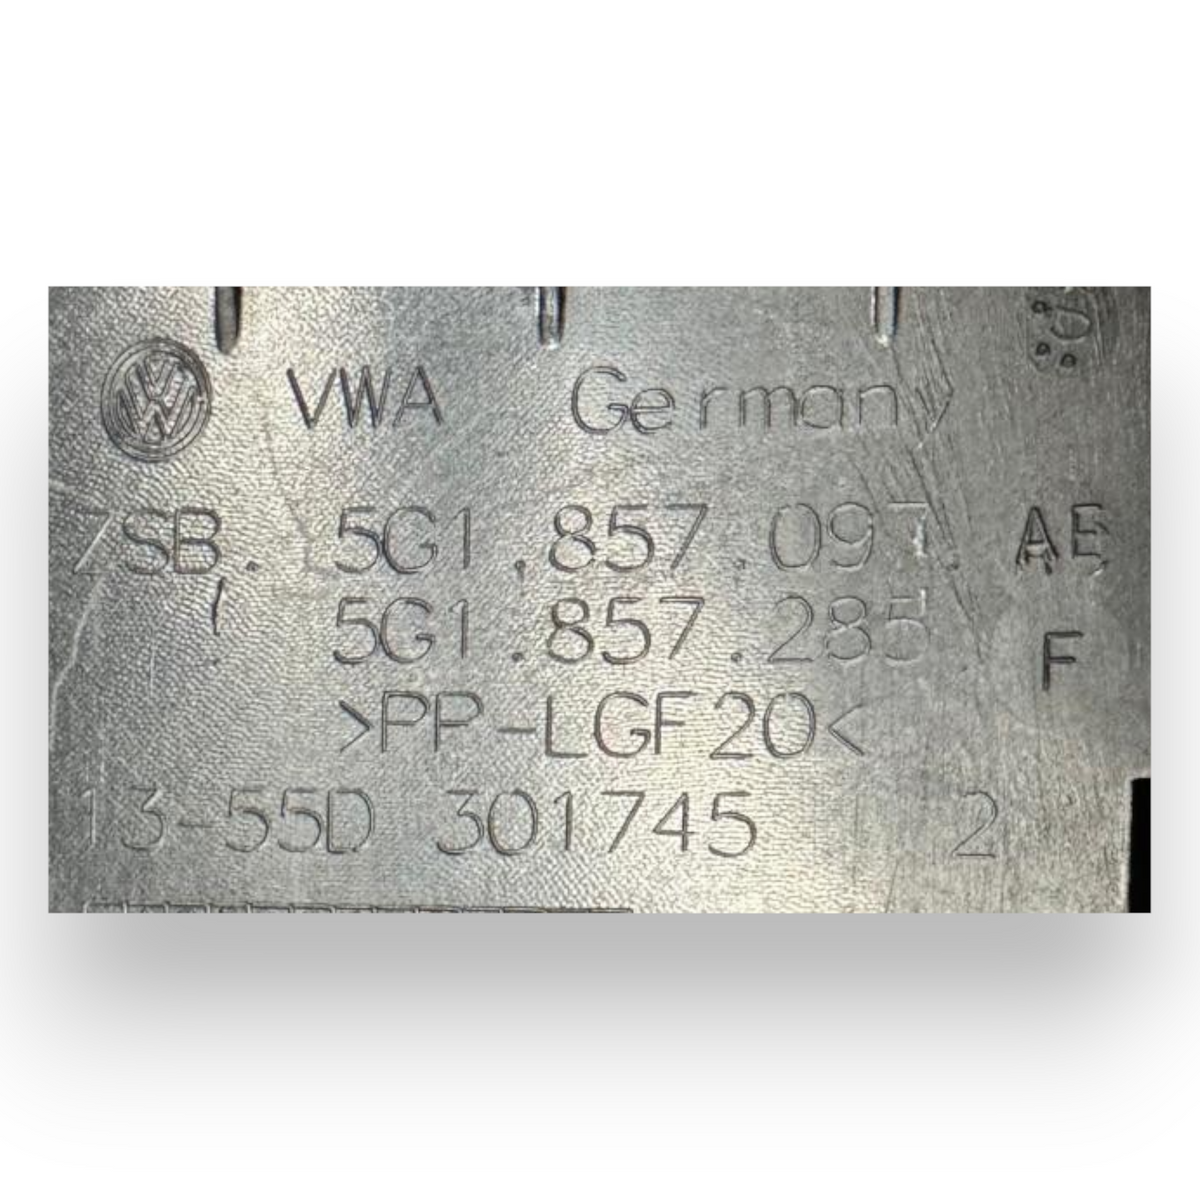 VWA Germany
ZSB. 5G1.857.097. AE
5G1.857.285. F
>PP-LGF20<
13-55D 301745 2